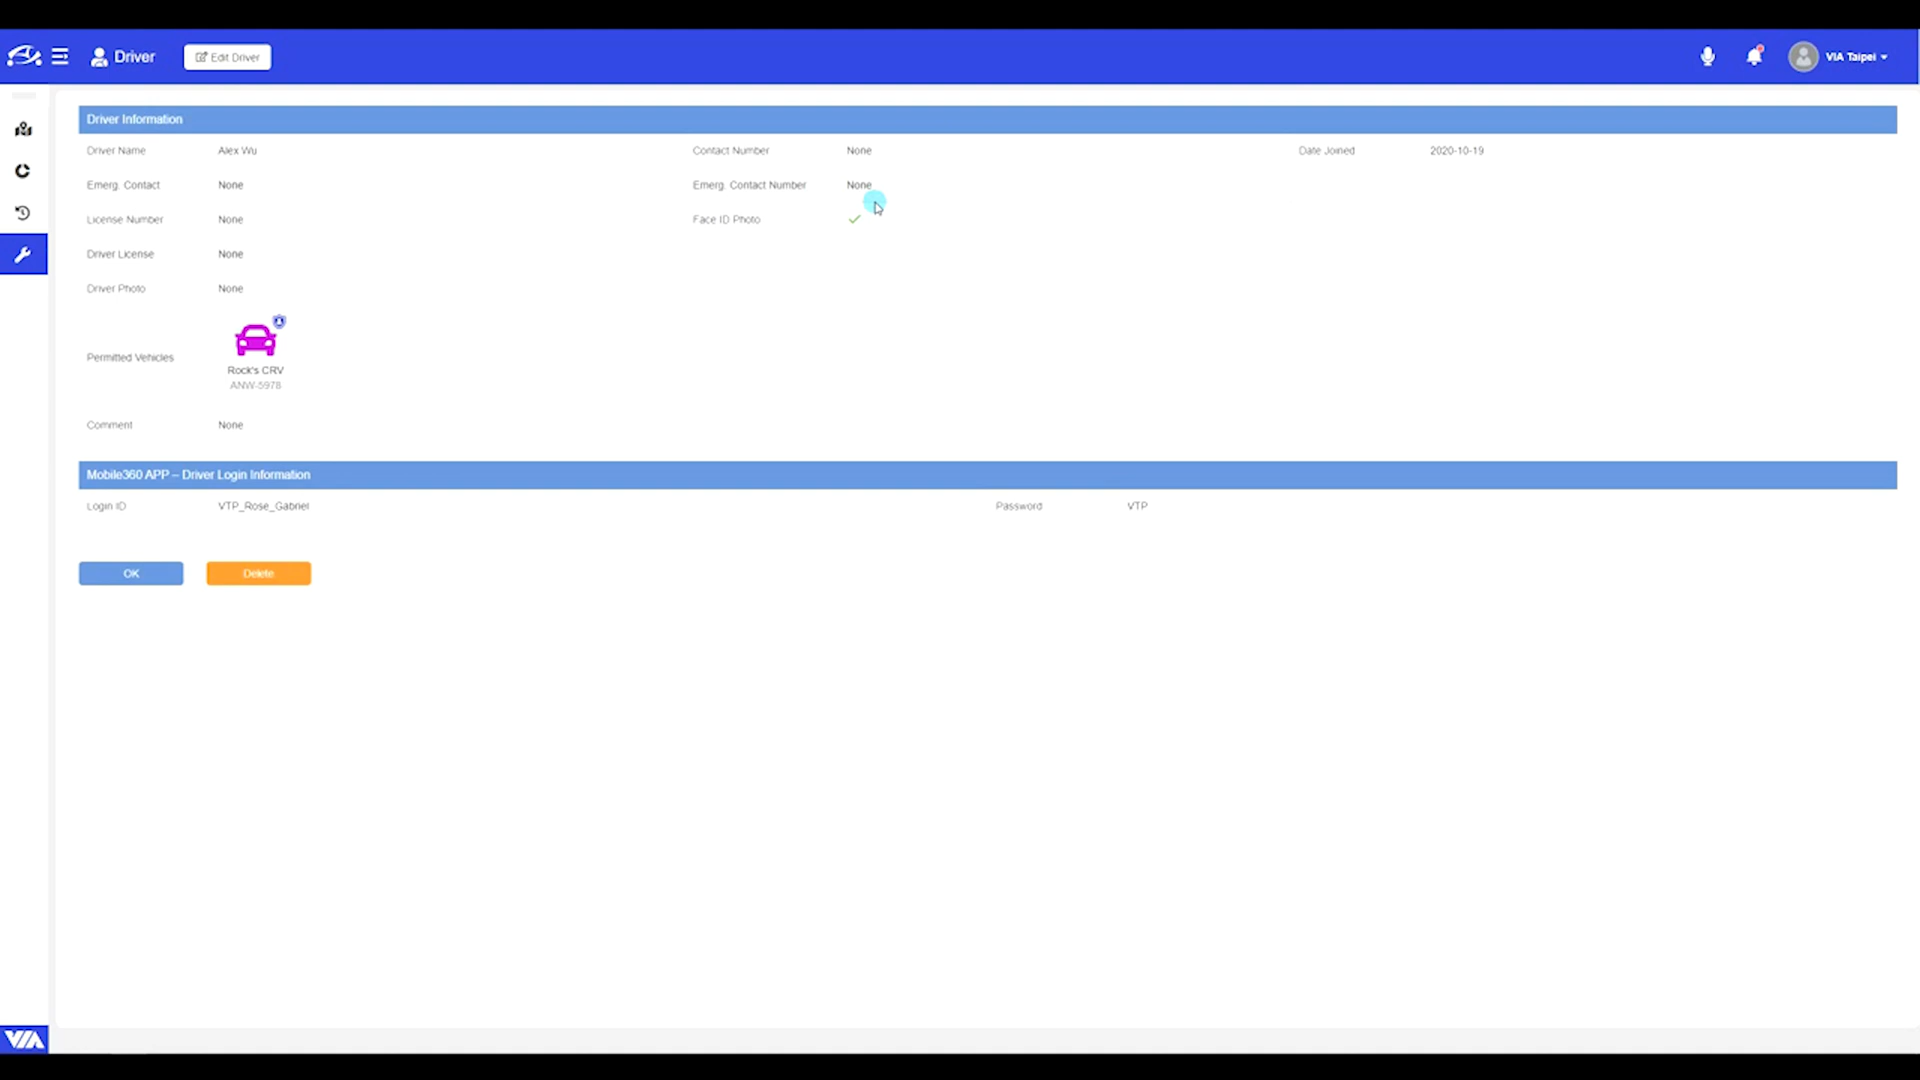 Driver
Edit Driver
VIA Taipei
Driver Information
Driver Name Alex Wu Contact Number None Date Joined 2020-10-19
Emerg. Contact None Emerg. Contact Number None
License Number None Face ID Photo
Driver License None
Driver Photo None
Permitted Vehicles
Rock's CRV
ANW-5978
Comment None
Mobile360 APP – Driver Login Information
Login ID VTP_Rose_Gabriel Password VTP
OK Delete
VIA